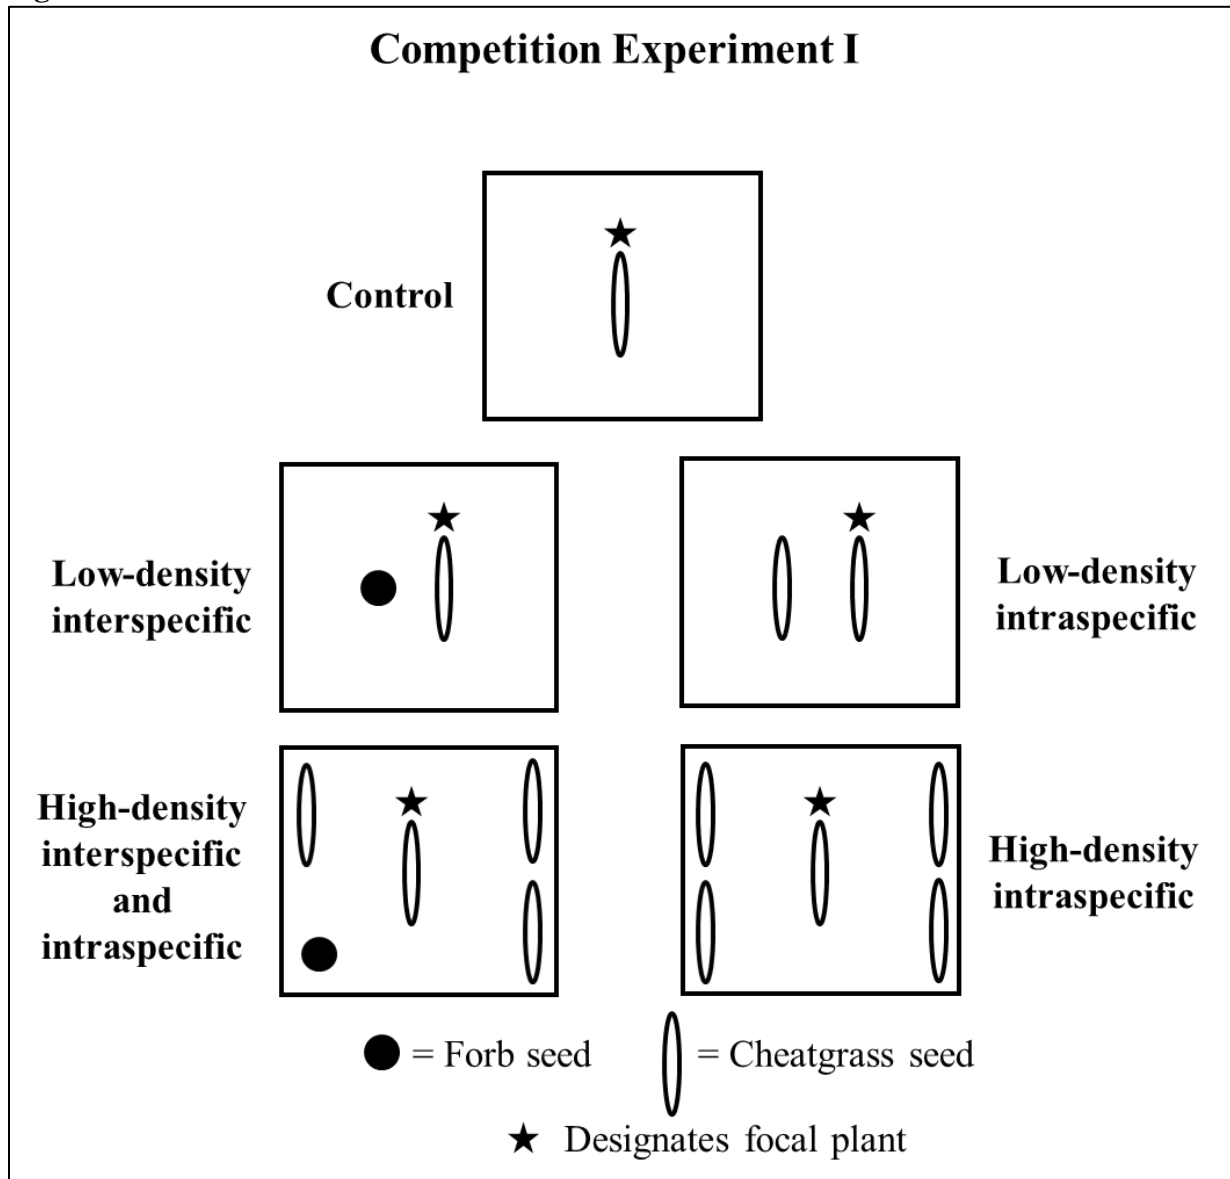 Competition Experiment I
Control
Low-density
interspecific
Low-density
intraspecific
High-density
interspecific
and
intraspecific
High-density
intraspecific
= Forb seed
= Cheatgrass seed
★ Designates focal plant